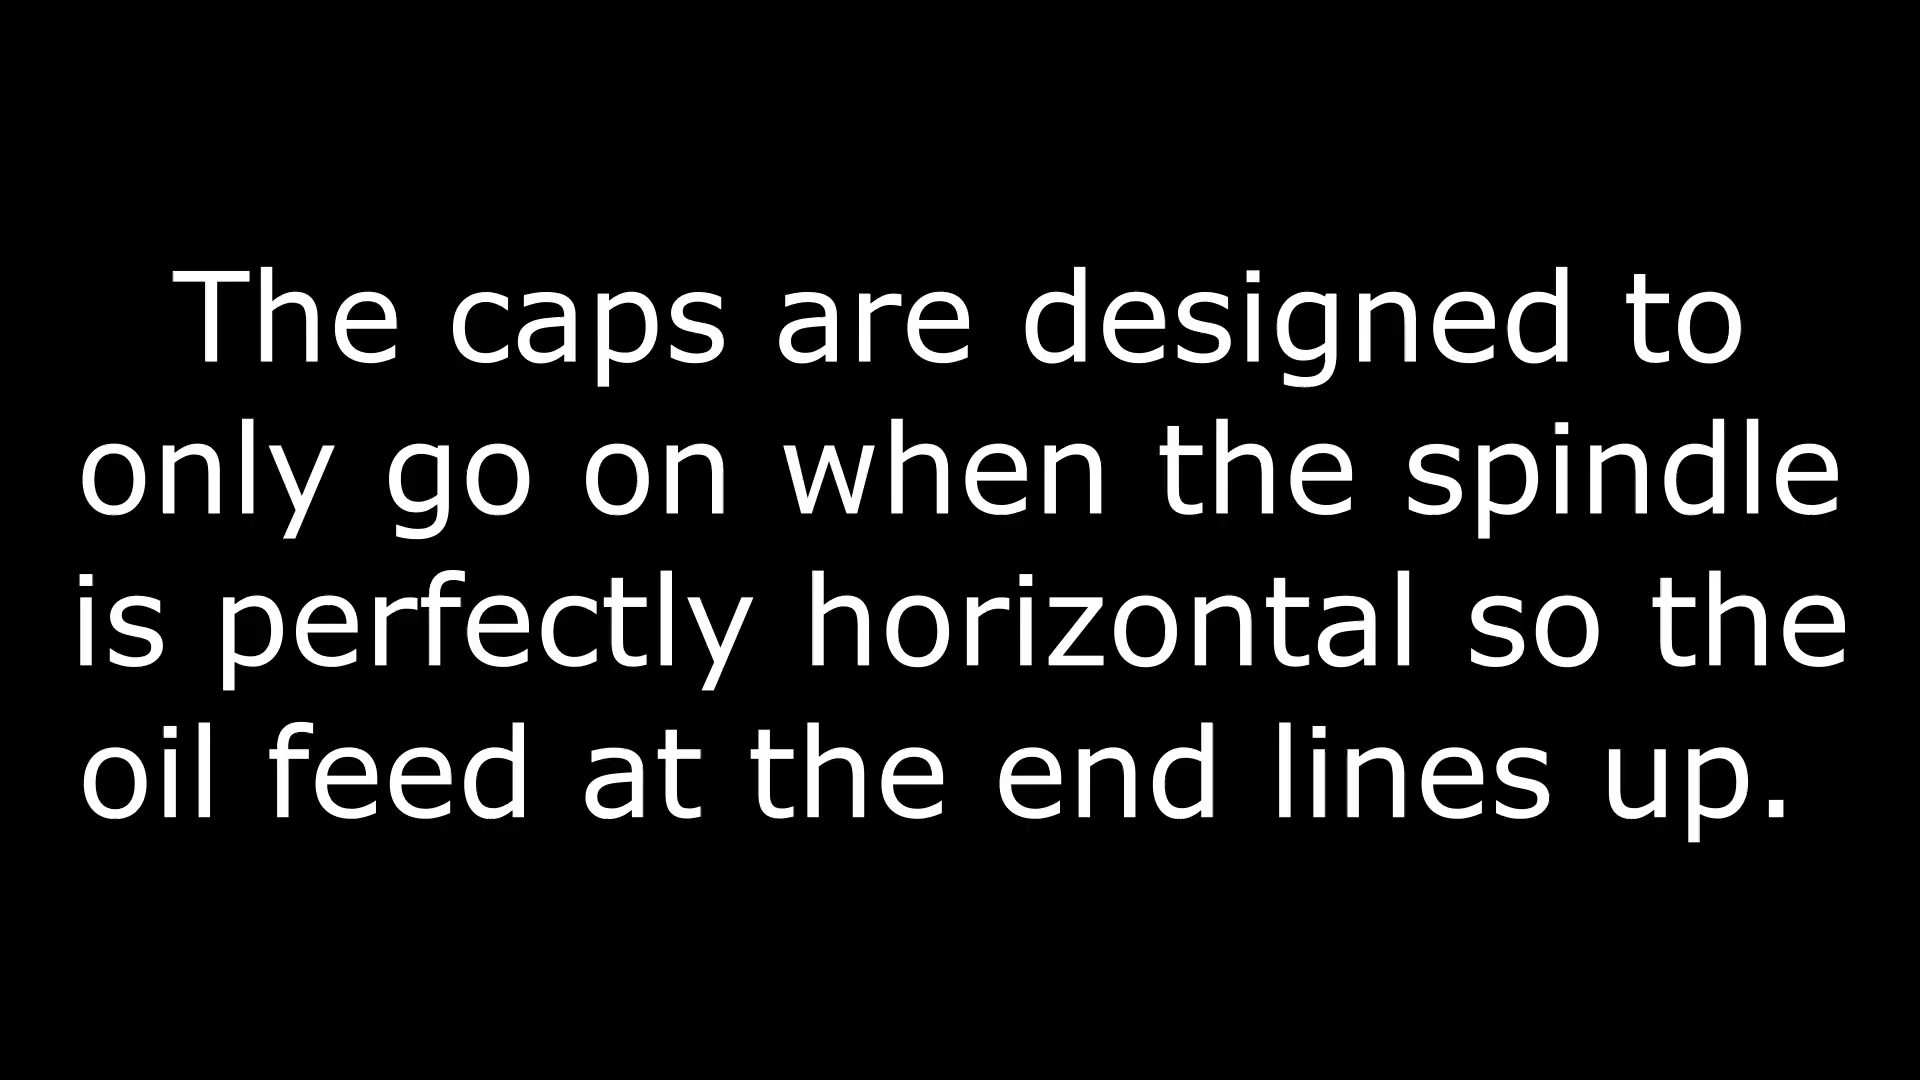 The caps are designed to
only go on when the spindle
is perfectly horizontal so the
oil feed at the end lines up.